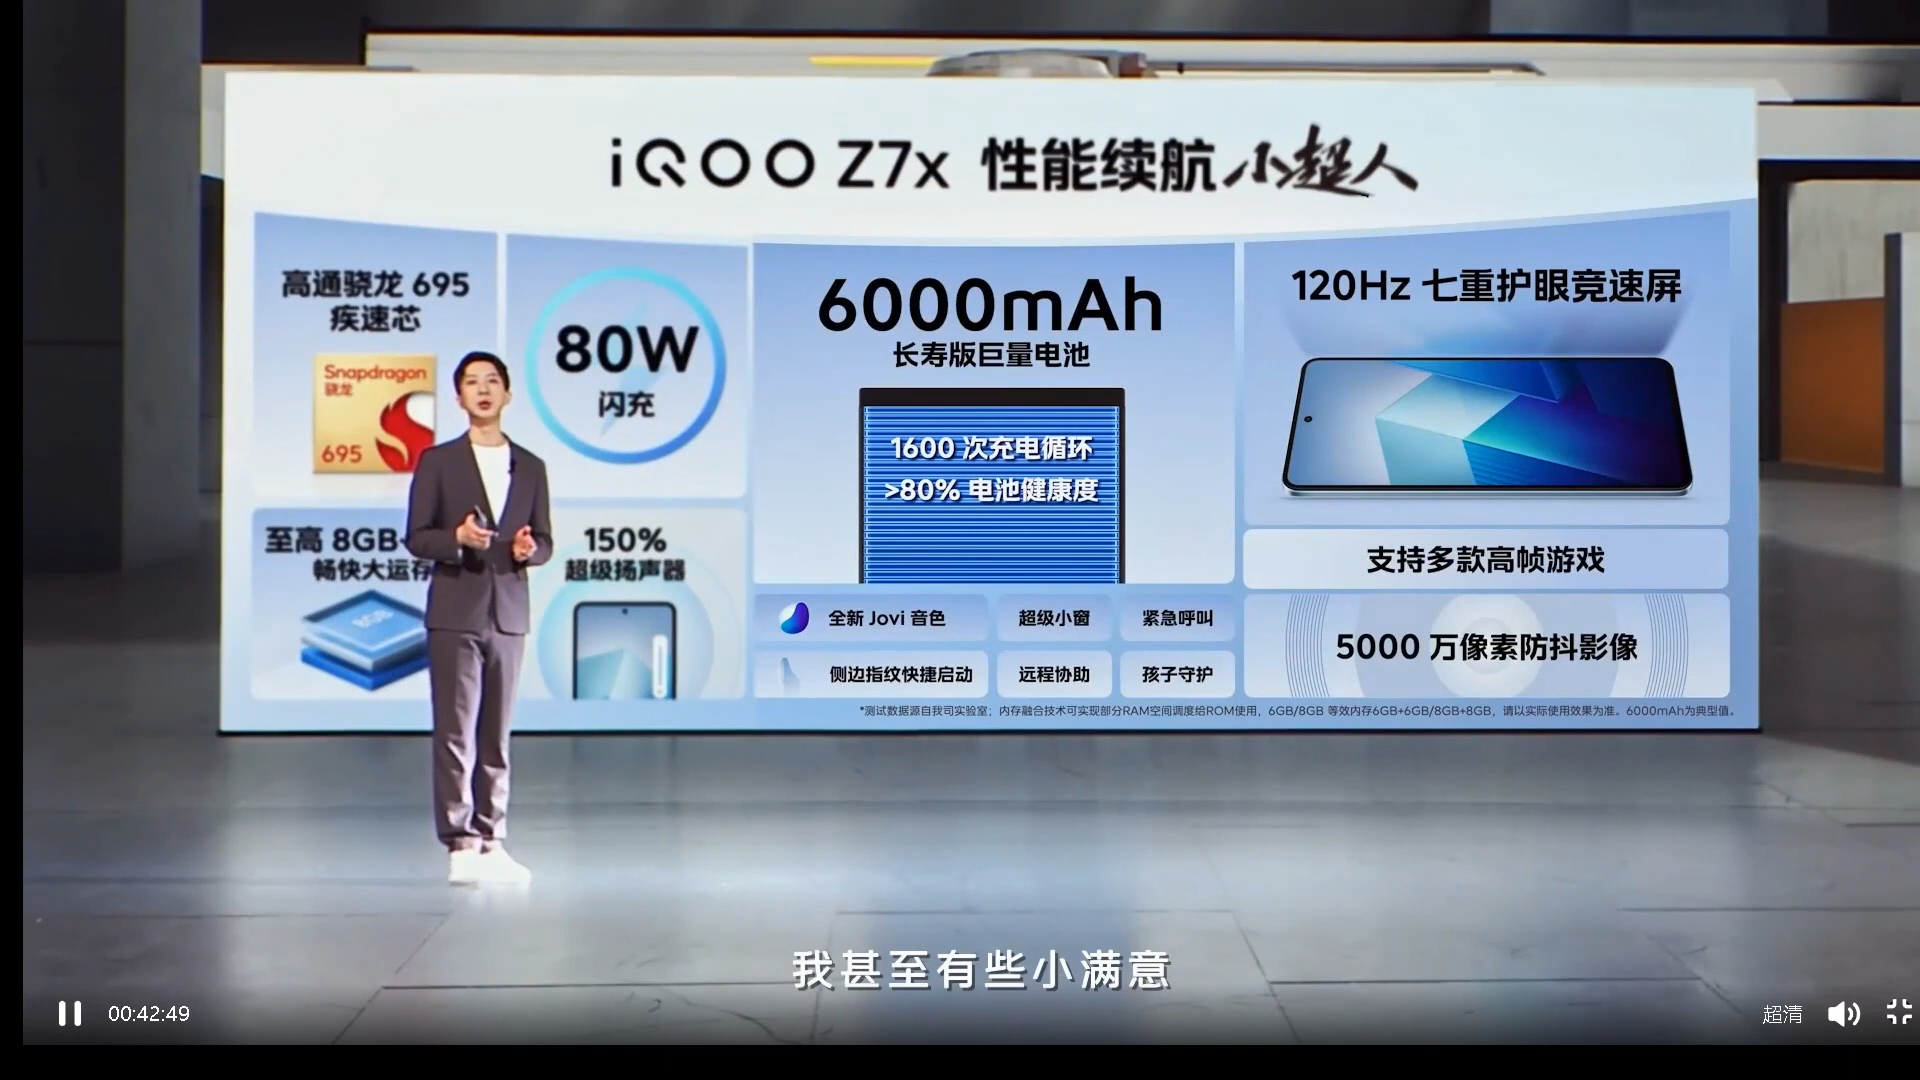 iQOO Z7x 性能续航小超人
高通骁龙 695
疾速芯
Snapdragon
骁龙
695
80W
闪充
6000mAh
长寿版巨量电池
1600 次充电循环
>80% 电池健康度
120Hz 七重护眼竞速屏
至高 8GB
畅快大运存
8GB
150%
超级扬声器
支持多款高帧游戏
5000 万像素防抖影像
全新 Jovi 音色
超级小窗
紧急呼叫
侧边指纹快捷启动
远程协助
孩子守护
*测试数据源自我司实验室；内存融合技术可实现部分RAM空间调度给ROM使用，6GB/8GB 等效内存6GB+6GB/8GB+8GB，请以实际使用效果为准。6000mAh为典型值。
我甚至有些小满意
00:42:49
超清